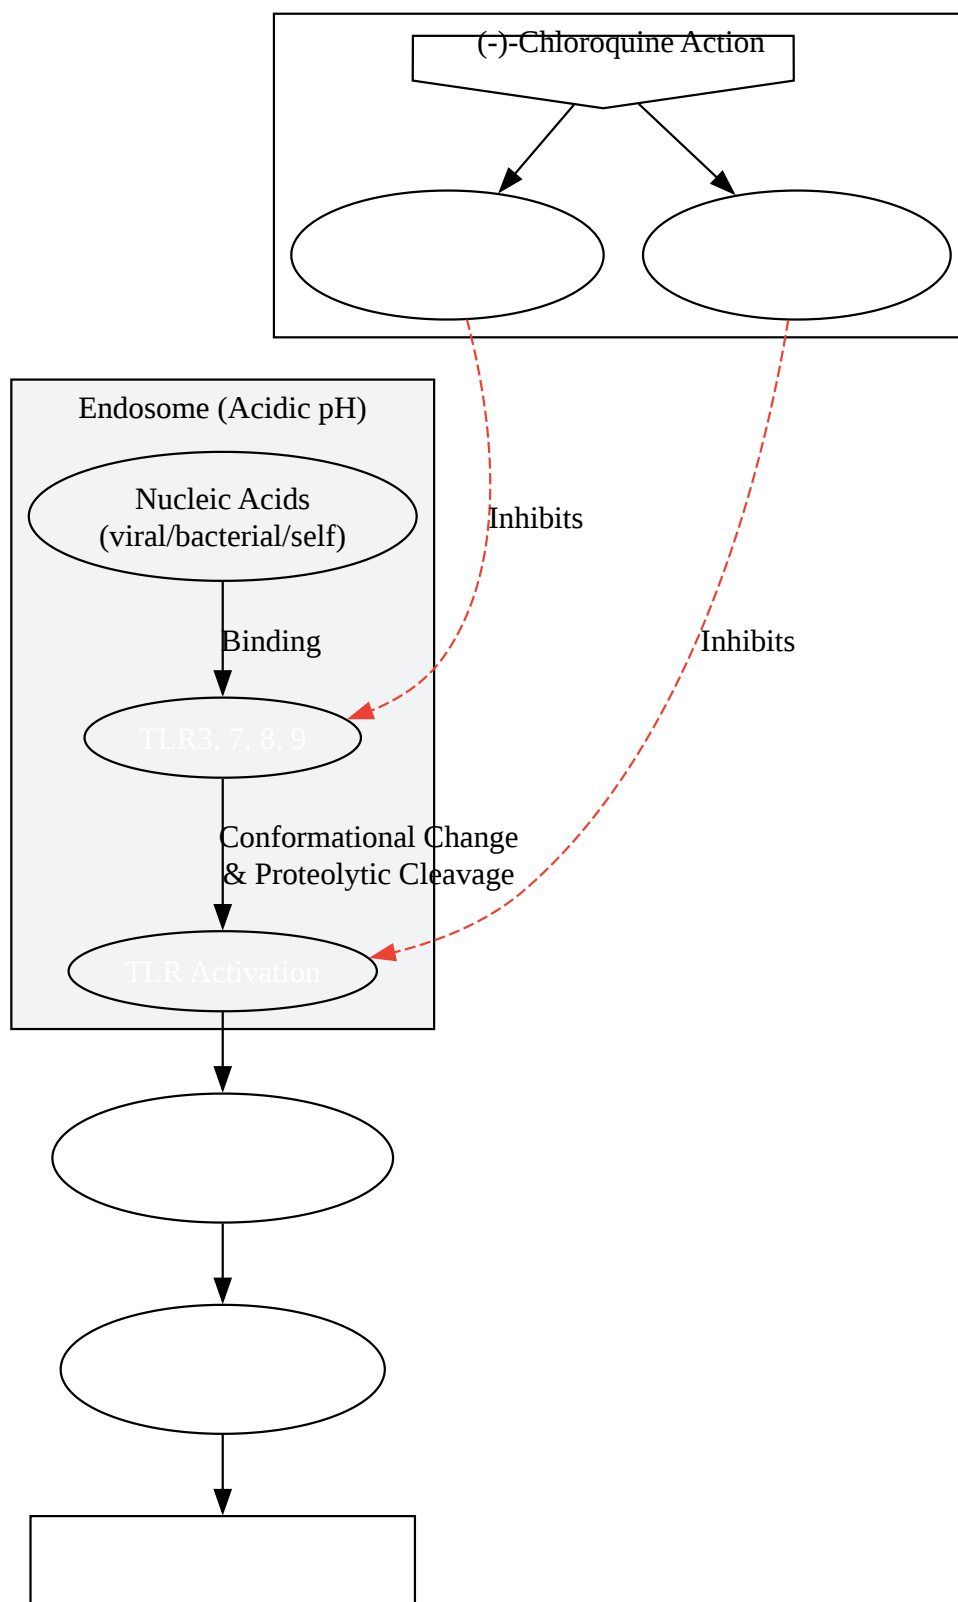 (-)-Chloroquine Action
Endosome (Acidic pH)
Nucleic Acids
(viral/bacterial/self)
Inhibits
Binding
Inhibits
TLR3, 7, 8, 9
Conformational Change
& Proteolytic Cleavage
TLR Activation